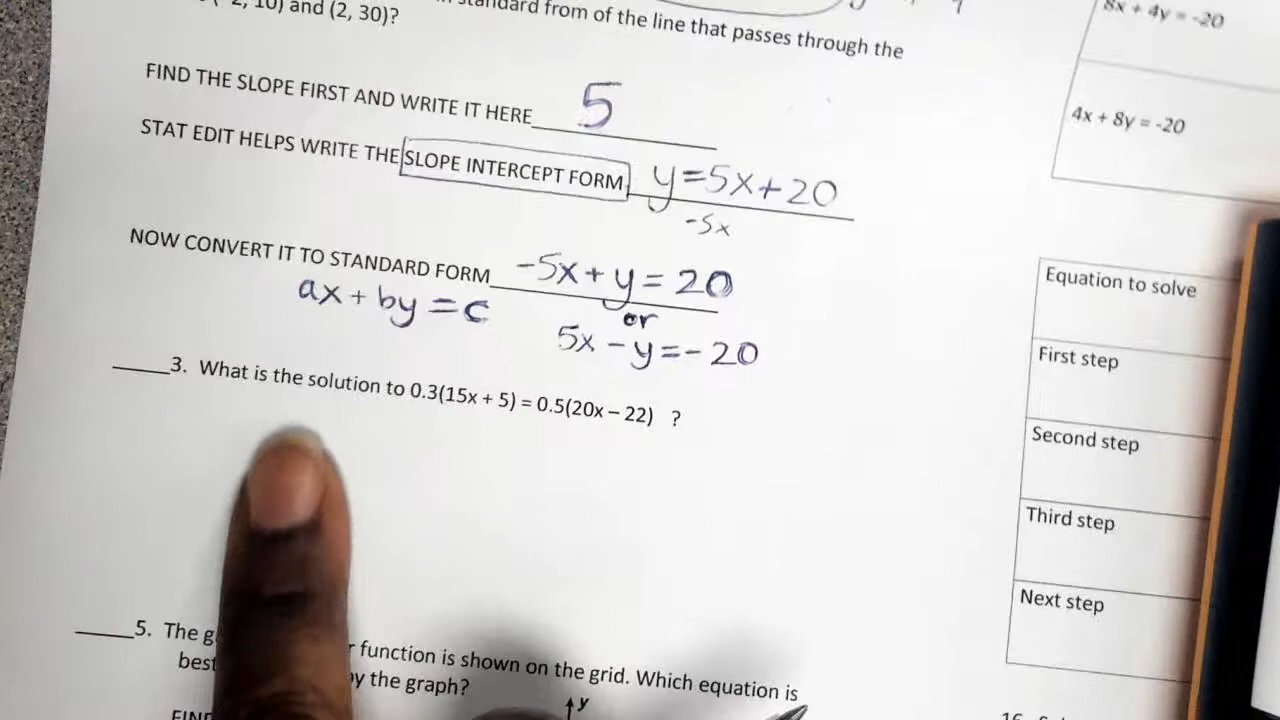 standard from of the line that passes through the
and (2, 30)?
FIND THE SLOPE FIRST AND WRITE IT HERE 5
STAT EDIT HELPS WRITE THE SLOPE INTERCEPT FORM y=5x+20
-5x
NOW CONVERT IT TO STANDARD FORM -5x+y=20
ax+by=c
or
5x-y=-20
_____3. What is the solution to 0.3(15x + 5) = 0.5(20x – 22) ?
_____5. The function is shown on the grid. Which equation is
best the graph?
y
8x + 4y = -20
4x + 8y = -20
Equation to solve
First step
Second step
Third step
Next step